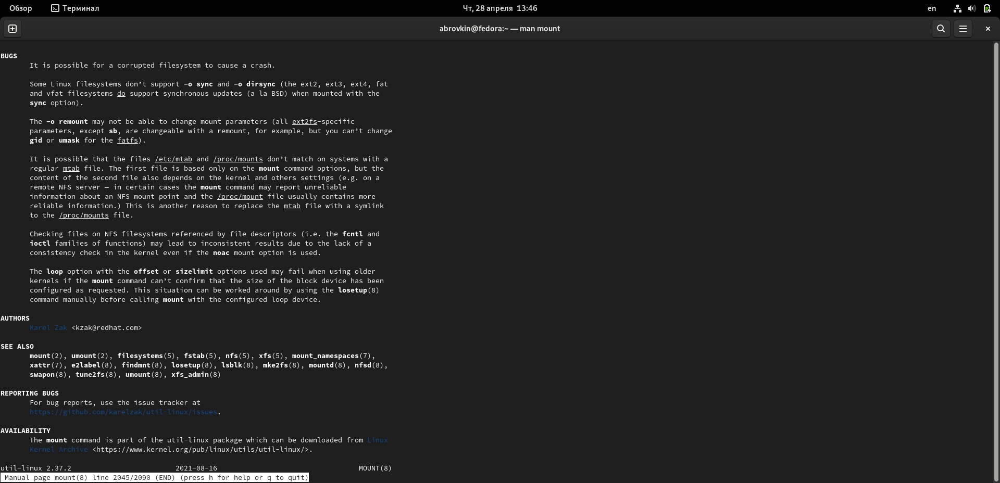 Обзор Терминал Чт, 28 апреля 13:46 en
abrovkin@fedora:~ — man mount
BUGS
It is possible for a corrupted filesystem to cause a crash.
Some Linux filesystems don’t support -o sync and -o dirsync (the ext2, ext3, ext4, fat
and vfat filesystems do support synchronous updates (a la BSD) when mounted with the
sync option).
The -o remount may not be able to change mount parameters (all ext2fs-specific
parameters, except sb, are changeable with a remount, for example, but you can’t change
gid or umask for the fatfs).
It is possible that the files /etc/mtab and /proc/mounts don’t match on systems with a
regular mtab file. The first file is based only on the mount command options, but the
content of the second file also depends on the kernel and others settings (e.g. on a
remote NFS server — in certain cases the mount command may report unreliable
information about an NFS mount point and the /proc/mount file usually contains more
reliable information.) This is another reason to replace the mtab file with a symlink
to the /proc/mounts file.
Checking files on NFS filesystems referenced by file descriptors (i.e. the fcntl and
ioctl families of functions) may lead to inconsistent results due to the lack of a
consistency check in the kernel even if the noac mount option is used.
The loop option with the offset or sizelimit options used may fail when using older
kernels if the mount command can’t confirm that the size of the block device has been
configured as requested. This situation can be worked around by using the losetup(8)
command manually before calling mount with the configured loop device.
AUTHORS
Karel Zak <kzak@redhat.com>
SEE ALSO
mount(2), umount(2), filesystems(5), fstab(5), nfs(5), xfs(5), mount_namespaces(7),
xattr(7), e2label(8), findmnt(8), losetup(8), lsblk(8), mke2fs(8), mountd(8), nfsd(8),
swapon(8), tune2fs(8), umount(8), xfs_admin(8)
REPORTING BUGS
For bug reports, use the issue tracker at
https://github.com/karelzak/util-linux/issues.
AVAILABILITY
The mount command is part of the util-linux package which can be downloaded from Linux
Kernel Archive <https://www.kernel.org/pub/linux/utils/util-linux/>.
util-linux 2.37.2 2021-08-16 MOUNT(8)
Manual page mount(8) line 2045/2090 (END) (press h for help or q to quit)